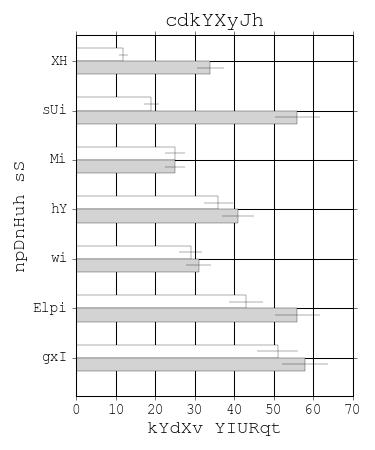 cdkYXyJh
XH
sUi
Mi
hY
wi
Elpi
gxI
npDnHuh sS
0 10 20 30 40 50 60 70
kYdXv YIURqt